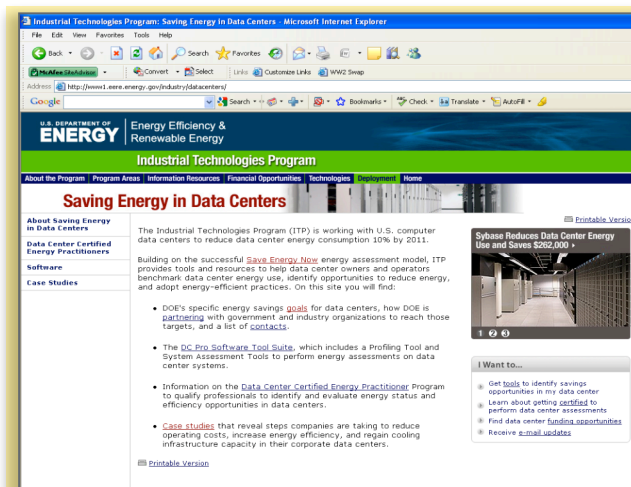 Industrial Technologies Program: Saving Energy in Data Centers - Microsoft Internet Explorer
File Edit View Favorites Tools Help
Back Search Favorites
McAfee SiteAdvisor Convert Select Links Customize Links WW2 Swap
Address http://www1.eere.energy.gov/industry/datacenters/
Google Search Bookmarks Check Translate AutoFill
U.S. DEPARTMENT OF
ENERGY
Energy Efficiency &
Renewable Energy
Industrial Technologies Program
About the Program Program Areas Information Resources Financial Opportunities Technologies Deployment Home
Saving Energy in Data Centers
About Saving Energy
in Data Centers
Data Center Certified
Energy Practitioners
Software
Case Studies
Printable Versio
The Industrial Technologies Program (ITP) is working with U.S. computer
data centers to reduce data center energy consumption 10% by 2011.
Building on the successful Save Energy Now energy assessment model, ITP
provides tools and resources to help data center owners and operators
benchmark data center energy use, identify opportunities to reduce energy,
and adopt energy-efficient practices. On this site you will find:
• DOE's specific energy savings goals for data centers, how DOE is
partnering with government and industry organizations to reach those
targets, and a list of contacts.
• The DC Pro Software Tool Suite, which includes a Profiling Tool and
System Assessment Tools to perform energy assessments on data
center systems.
• Information on the Data Center Certified Energy Practitioner Program
to qualify professionals to identify and evaluate energy status and
efficiency opportunities in data centers.
• Case studies that reveal steps companies are taking to reduce
operating costs, increase energy efficiency, and regain cooling
infrastructure capacity in their corporate data centers.
Printable Version
Sybase Reduces Data Center Energy
Use and Saves $262,000
1 2 3
I Want to...
Get tools to identify savings
opportunities in my data center
Learn about getting certified to
perform data center assessments
Find data center funding opportunities
Receive e-mail updates